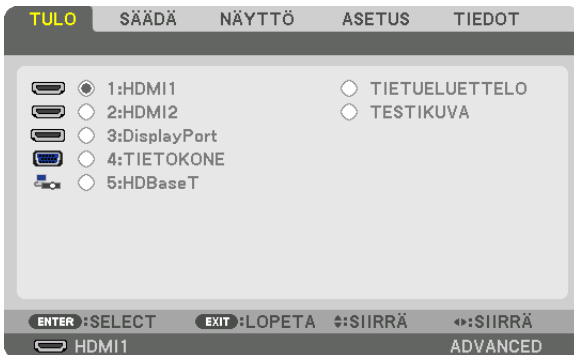 TULO SÄÄDÄ NÄYTTÖ ASETUS TIEDOT
1:HDMI1 TIETUELUETTELO
2:HDMI2 TESTIKUVA
3:DisplayPort
4:TIETOKONE
5:HDBaseT
ENTER :SELECT EXIT :LOPETA :SIIRRÄ :SIIRRÄ
HDMI1 ADVANCED